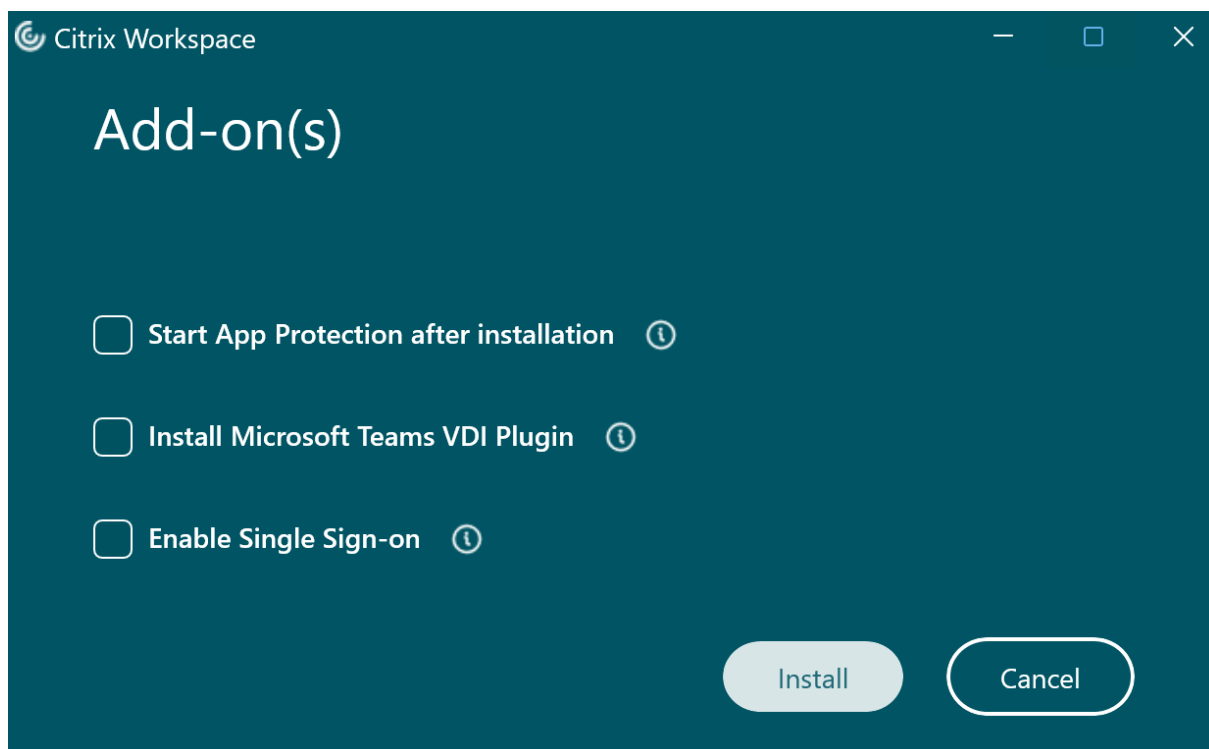 Citrix Workspace
Add-on(s)
Start App Protection after installation
Install Microsoft Teams VDI Plugin
Enable Single Sign-on
Install Cancel